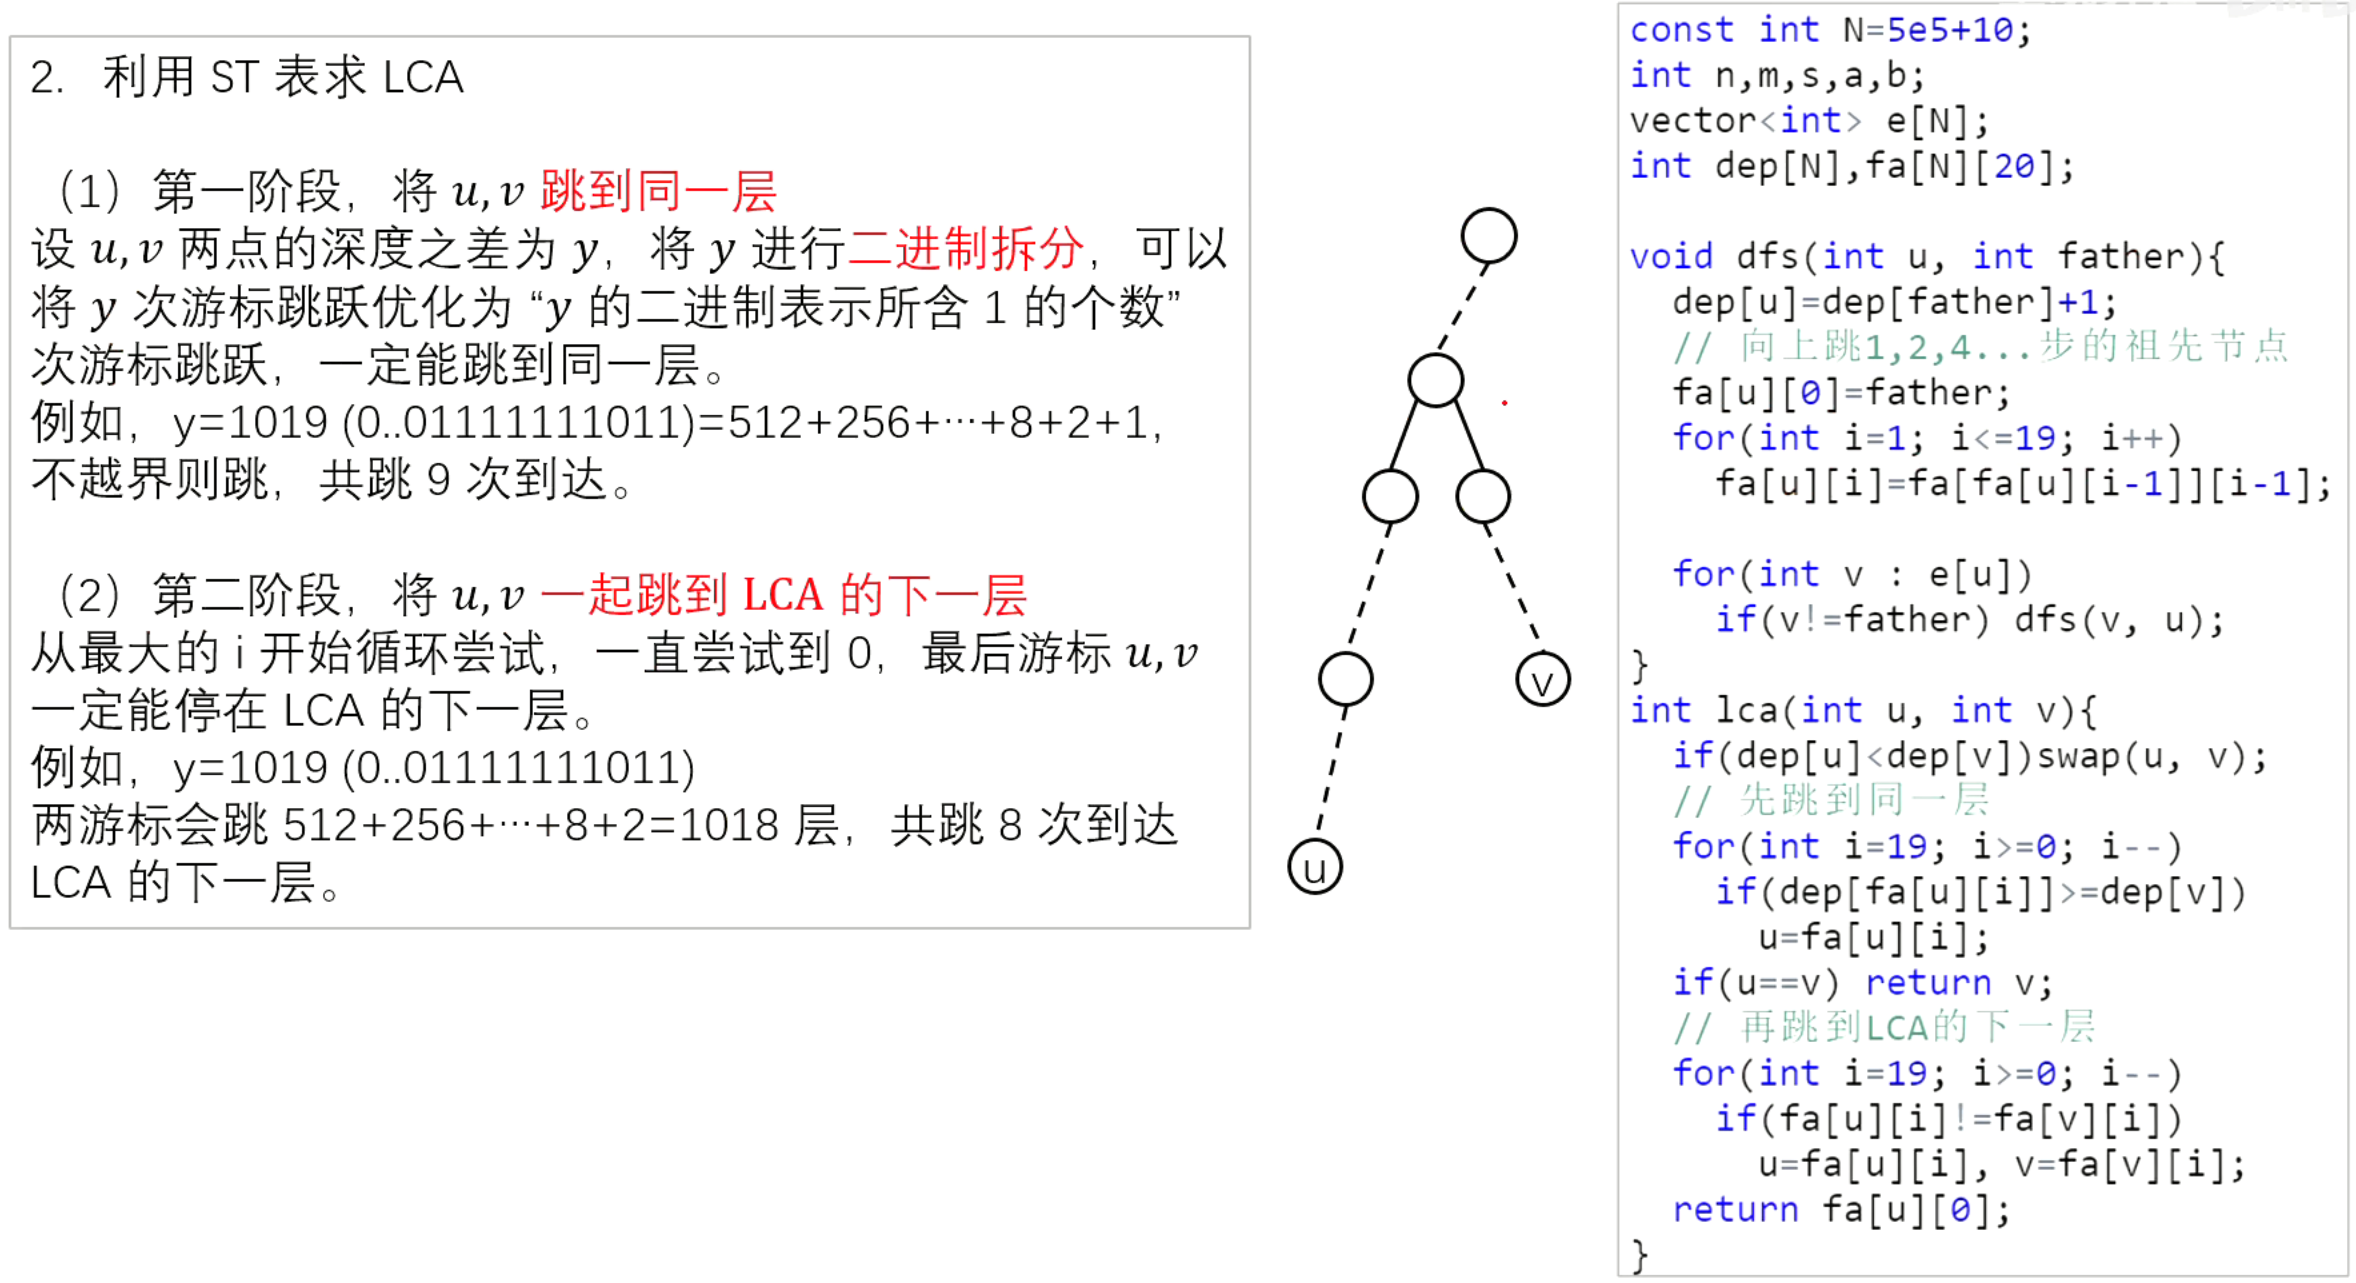 2. 利用 ST 表求 LCA
（1）第一阶段，将 u, v 跳到同一层
设 u, v 两点的深度之差为 y，将 y 进行二进制拆分，可以
将 y 次游标跳跃优化为 “y 的二进制表示所含 1 的个数”
次游标跳跃，一定能跳到同一层。
例如，y=1019 (0..01111111011)=512+256+···+8+2+1,
不越界则跳，共跳 9 次到达。
（2）第二阶段，将 u, v 一起跳到 LCA 的下一层
从最大的 i 开始循环尝试，一直尝试到 0，最后游标 u, v
一定能停在 LCA 的下一层。
例如，y=1019 (0..01111111011)
两游标会跳 512+256+···+8+2=1018 层，共跳 8 次到达
LCA 的下一层。
v
u
const int N=5e5+10;
int n,m,s,a,b;
vector<int> e[N];
int dep[N],fa[N][20];
void dfs(int u, int father){
  dep[u]=dep[father]+1;
  // 向上跳1,2,4...步的祖先节点
  fa[u][0]=father;
  for(int i=1; i<=19; i++)
    fa[u][i]=fa[fa[u][i-1]][i-1];
  for(int v : e[u])
    if(v!=father) dfs(v, u);
}
int lca(int u, int v){
  if(dep[u]<dep[v])swap(u, v);
  // 先跳到同一层
  for(int i=19; i>=0; i--)
    if(dep[fa[u][i]]>=dep[v])
      u=fa[u][i];
  if(u==v) return v;
  // 再跳到LCA的下一层
  for(int i=19; i>=0; i--)
    if(fa[u][i]!=fa[v][i])
      u=fa[u][i], v=fa[v][i];
  return fa[u][0];
}